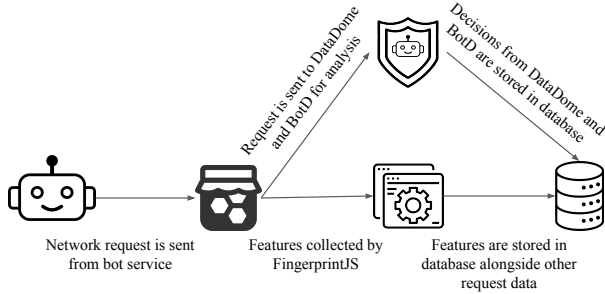 Request is sent to DataDome
and BotD for analysis
Decisions from DataDome and
BotD are stored in
database
Network request is sent
from bot service
Features collected by
FingerprintJS
Features are stored in
database alongside other
request data